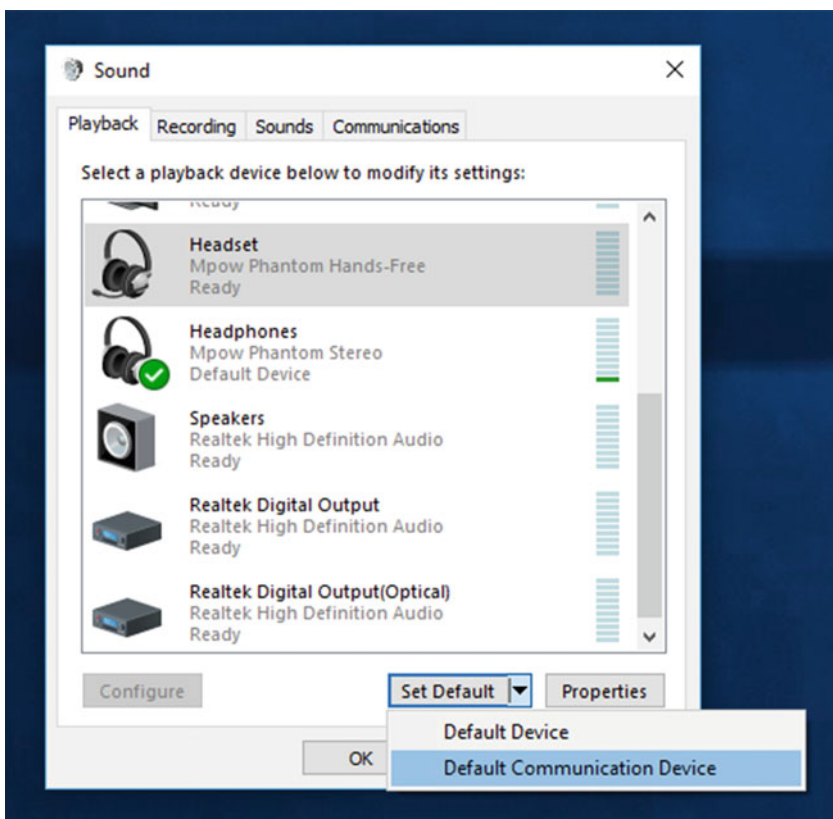 Sound
Playback Recording Sounds Communications
Select a playback device below to modify its settings:
Ready
Headset
Mpow Phantom Hands-Free
Ready
Headphones
Mpow Phantom Stereo
Default Device
Speakers
Realtek High Definition Audio
Ready
Realtek Digital Output
Realtek High Definition Audio
Ready
Realtek Digital Output(Optical)
Realtek High Definition Audio
Ready
Configure Set Default Properties
Default Device
OK
Default Communication Device